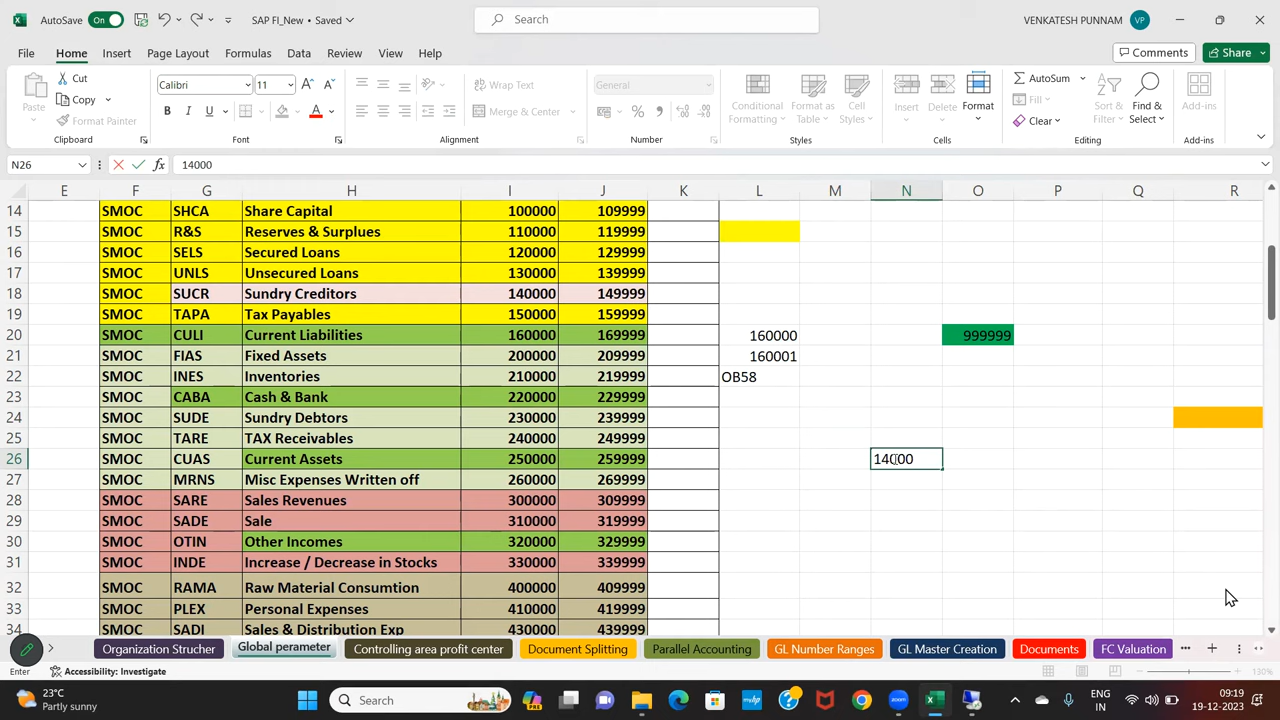 AutoSave On SAP FI_New • Saved Search VENKATESH PUNNAM VP
File Home Insert Page Layout Formulas Data Review View Help Comments Share
Cut Calibri 11 Wrap Text General AutoSum
Paste Copy Merge & Center Conditional Formatting Format as Table Cell Styles Insert Delete Format Fill Sort & Filter Find & Select Add-ins
Format Painter Clear
Clipboard Font Alignment Number Styles Cells Editing Add-ins
N26 fx 14000
E F G H I J K L M N O P Q R
14 SMOC SHCA Share Capital 100000 109999
15 SMOC R&S Reserves & Surplues 110000 119999
16 SMOC SELS Secured Loans 120000 129999
17 SMOC UNLS Unsecured Loans 130000 139999
18 SMOC SUCR Sundry Creditors 140000 149999
19 SMOC TAPA Tax Payables 150000 159999
20 SMOC CULI Current Liabilities 160000 169999 160000 999999
21 SMOC FIAS Fixed Assets 200000 209999 160001
22 SMOC INES Inventories 210000 219999 OB58
23 SMOC CABA Cash & Bank 220000 229999
24 SMOC SUDE Sundry Debtors 230000 239999
25 SMOC TARE TAX Receivables 240000 249999
26 SMOC CUAS Current Assets 250000 259999 14000
27 SMOC MRNS Misc Expenses Written off 260000 269999
28 SMOC SARE Sales Revenues 300000 309999
29 SMOC SADE Sale 310000 319999
30 SMOC OTIN Other Incomes 320000 329999
31 SMOC INDE Increase / Decrease in Stocks 330000 339999
32 SMOC RAMA Raw Material Consumtion 400000 409999
33 SMOC PLEX Personal Expenses 410000 419999
34 SMOC SADI Sales & Distribution Exp 430000 439999
Organization Strucher Global perameter Controlling area profit center Document Splitting Parallel Accounting GL Number Ranges GL Master Creation Documents FC Valuation
Enter Accessibility: Investigate 130%
23°C Partly sunny Search ENG IN 09:19 19-12-2023